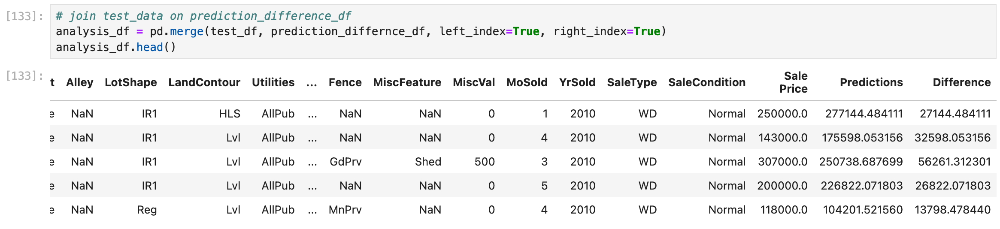 [133]: # join test_data on prediction_difference_df
analysis_df = pd.merge(test_df, prediction_differnce_df, left_index=True, right_index=True)
analysis_df.head()
[133]: t Alley LotShape LandContour Utilities ... Fence MiscFeature MiscVal MoSold YrSold SaleType SaleCondition Sale Price Predictions Difference
e NaN IR1 HLS AllPub ... NaN NaN 0 1 2010 WD Normal 250000.0 277144.484111 27144.484111
e NaN IR1 Lvl AllPub ... NaN NaN 0 4 2010 WD Normal 143000.0 175598.053156 32598.053156
e NaN IR1 Lvl AllPub ... GdPrv Shed 500 3 2010 WD Normal 307000.0 250738.687699 56261.312301
e NaN IR1 Lvl AllPub ... NaN NaN 0 5 2010 WD Normal 200000.0 226822.071803 26822.071803
e NaN Reg Lvl AllPub ... MnPrv NaN 0 4 2010 WD Normal 118000.0 104201.521560 13798.478440